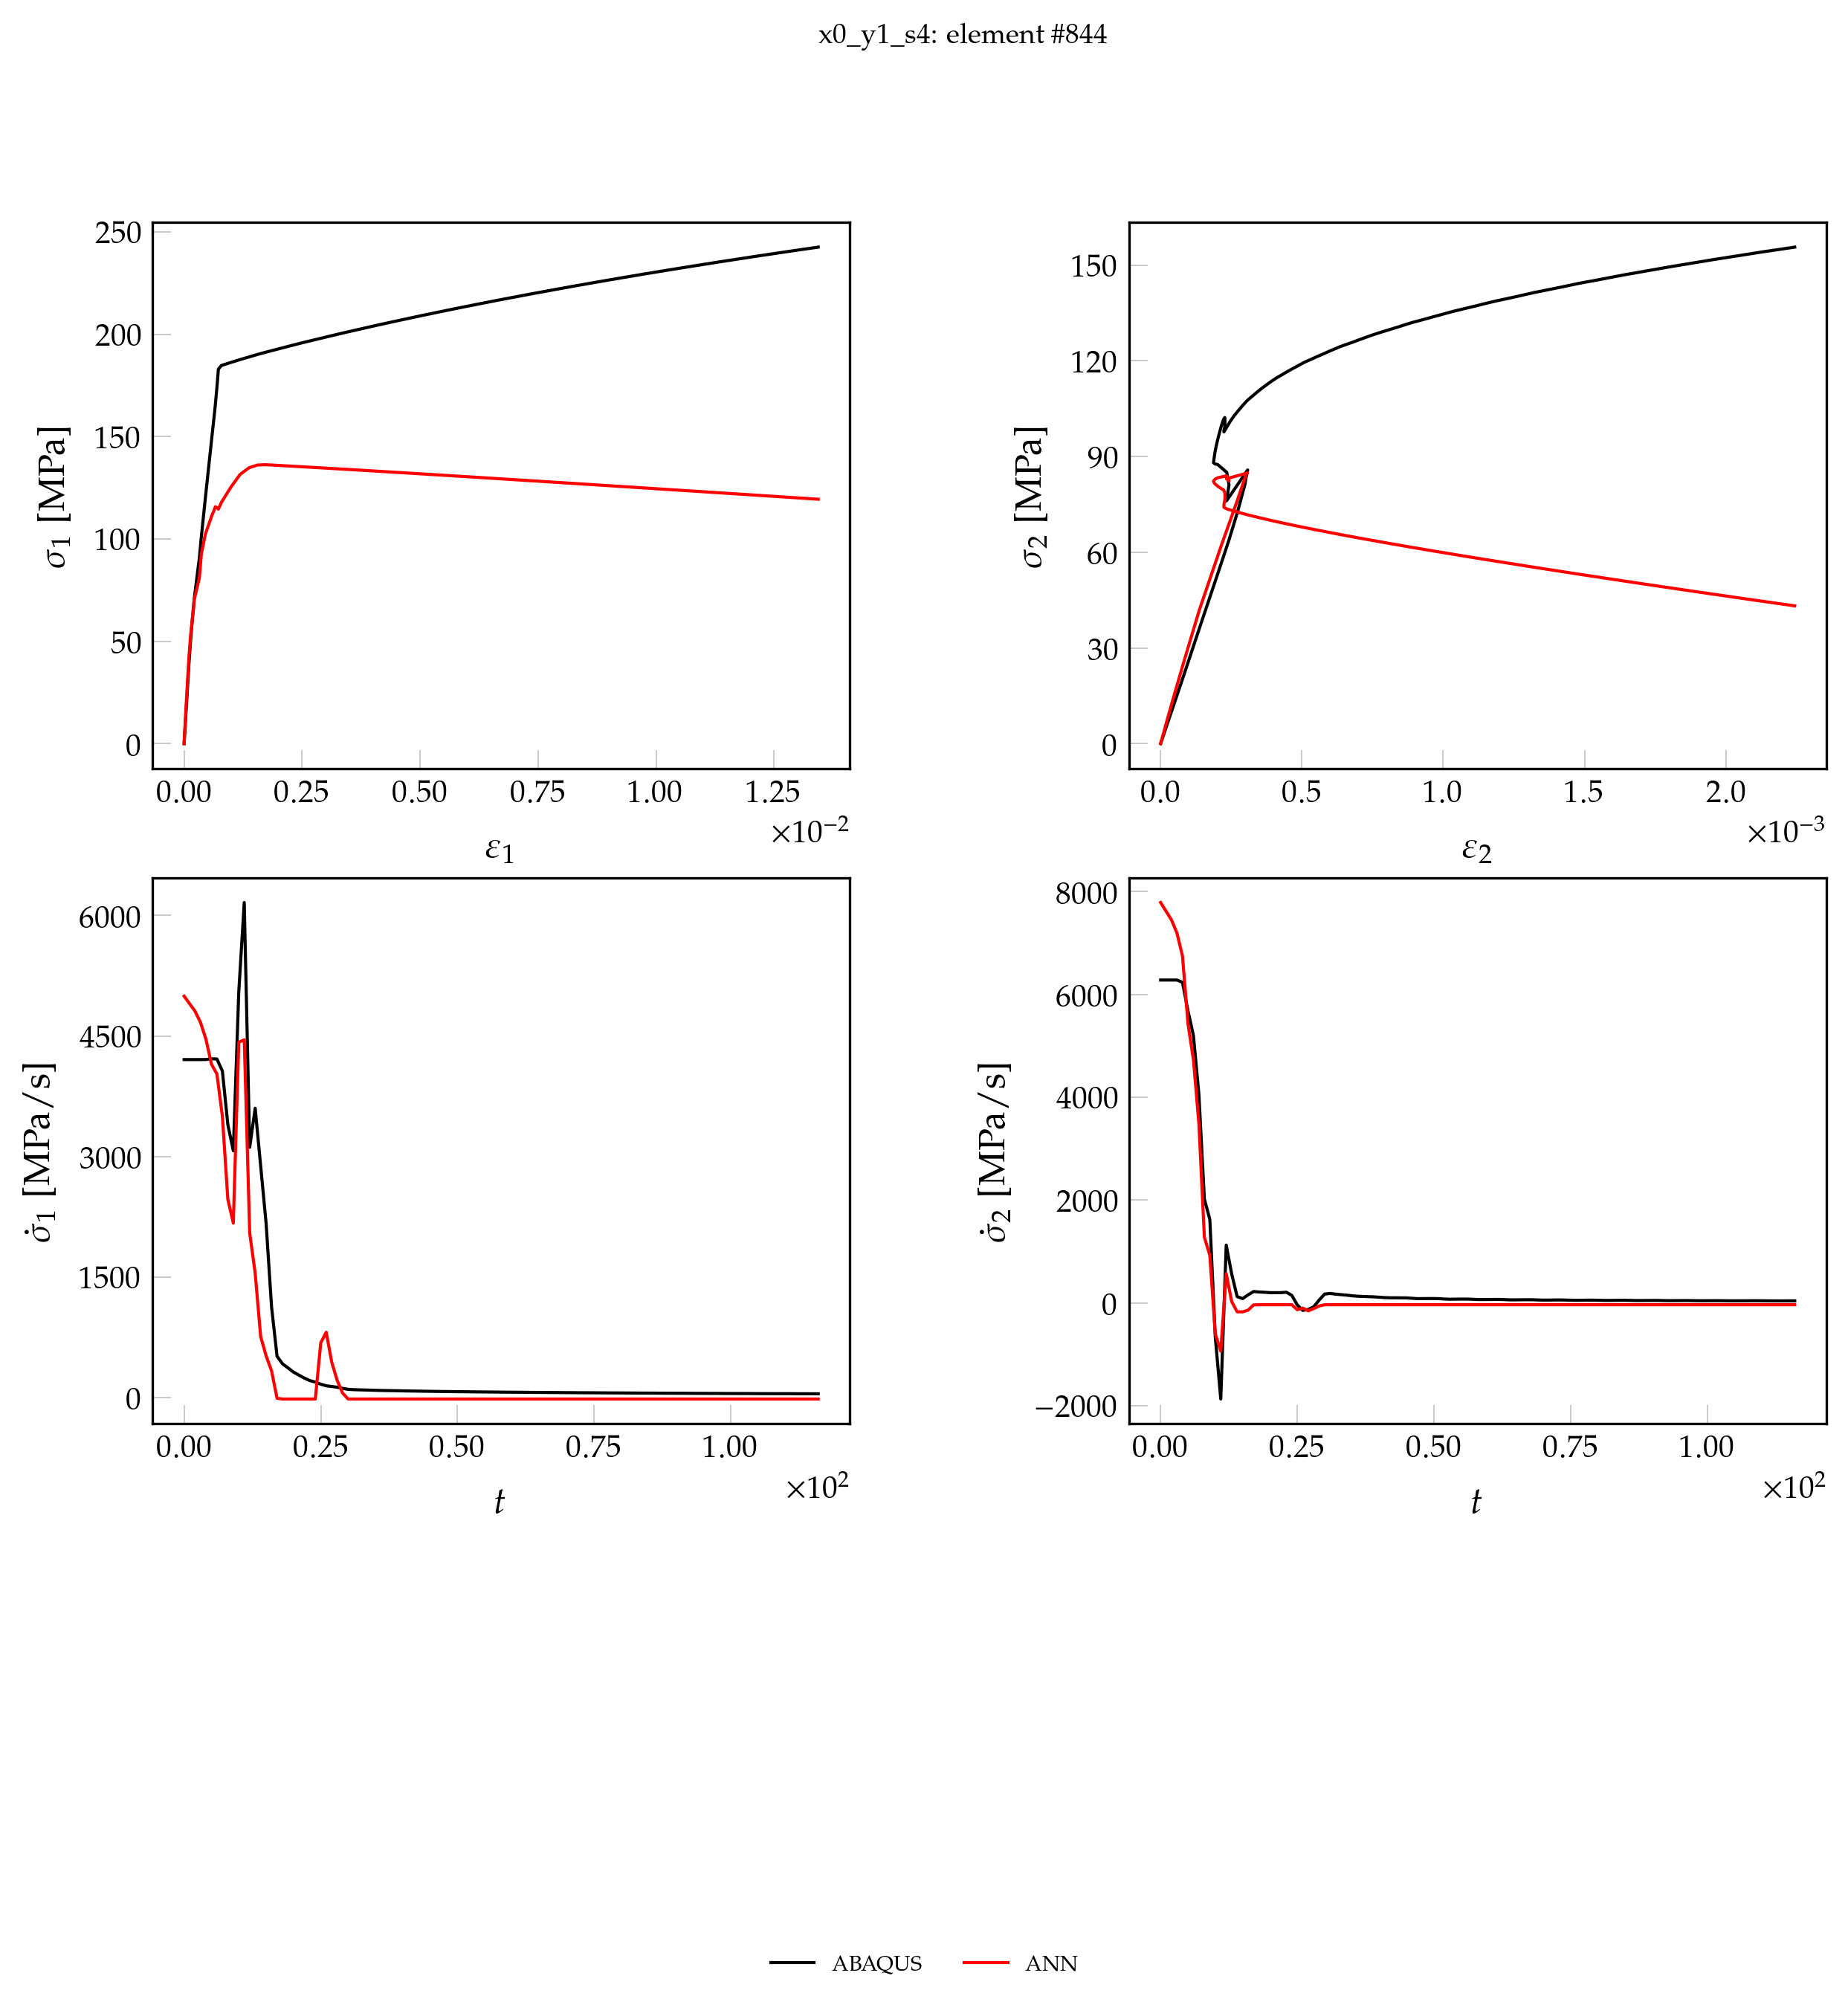 x0_y1_s4: element #844
250
200
150
100
50
0
σ1 [MPa]
0.00 0.25 0.50 0.75 1.00 1.25
×10−2
ε1
150
120
90
60
30
0
σ2 [MPa]
0.0 0.5 1.0 1.5 2.0
×10−3
ε2
6000
4500
3000
1500
0
σ̇1 [MPa/s]
0.00 0.25 0.50 0.75 1.00
×10²
t
8000
6000
4000
2000
0
−2000
σ̇2 [MPa/s]
0.00 0.25 0.50 0.75 1.00
×10²
t
ABAQUS ANN